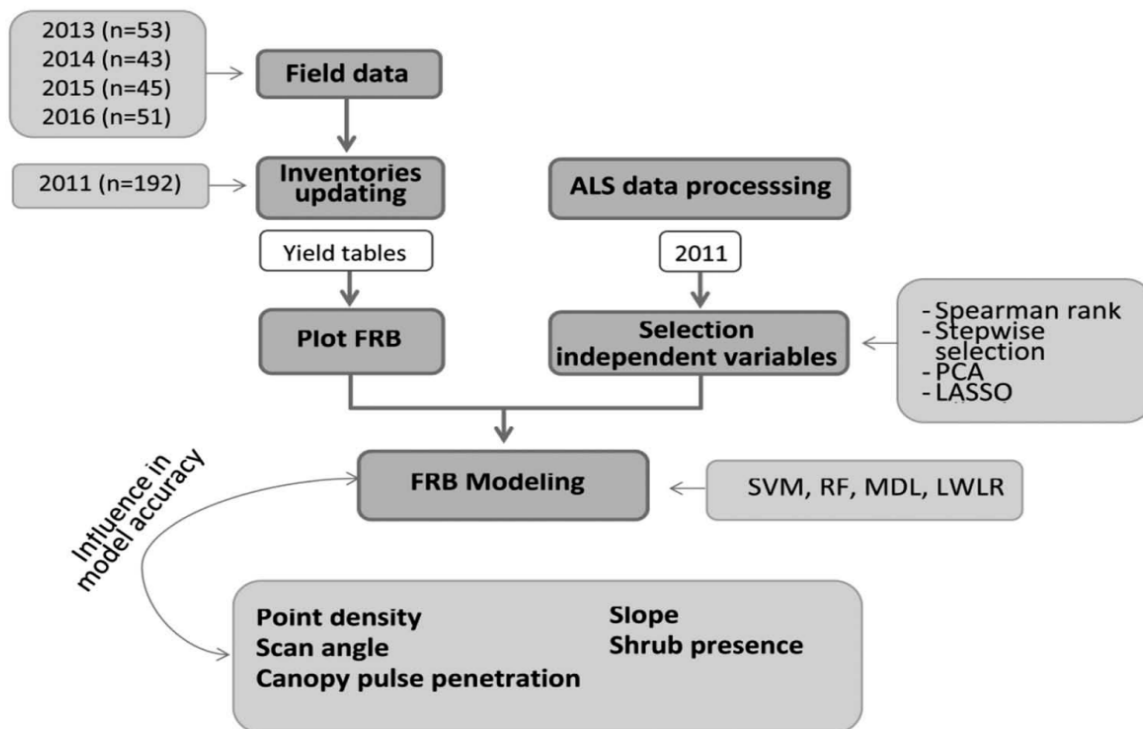 2013 (n=53)
2014 (n=43)
2015 (n=45)
2016 (n=51)
Field data
2011 (n=192)
Inventories
updating
ALS data processsing
Yield tables
2011
Plot FRB
Selection
independent variables
- Spearman rank
- Stepwise
selection
- PCA
- LASSO
FRB Modeling
SVM, RF, MDL, LWLR
Influence in
model accuracy
Point density
Scan angle
Canopy pulse penetration
Slope
Shrub presence